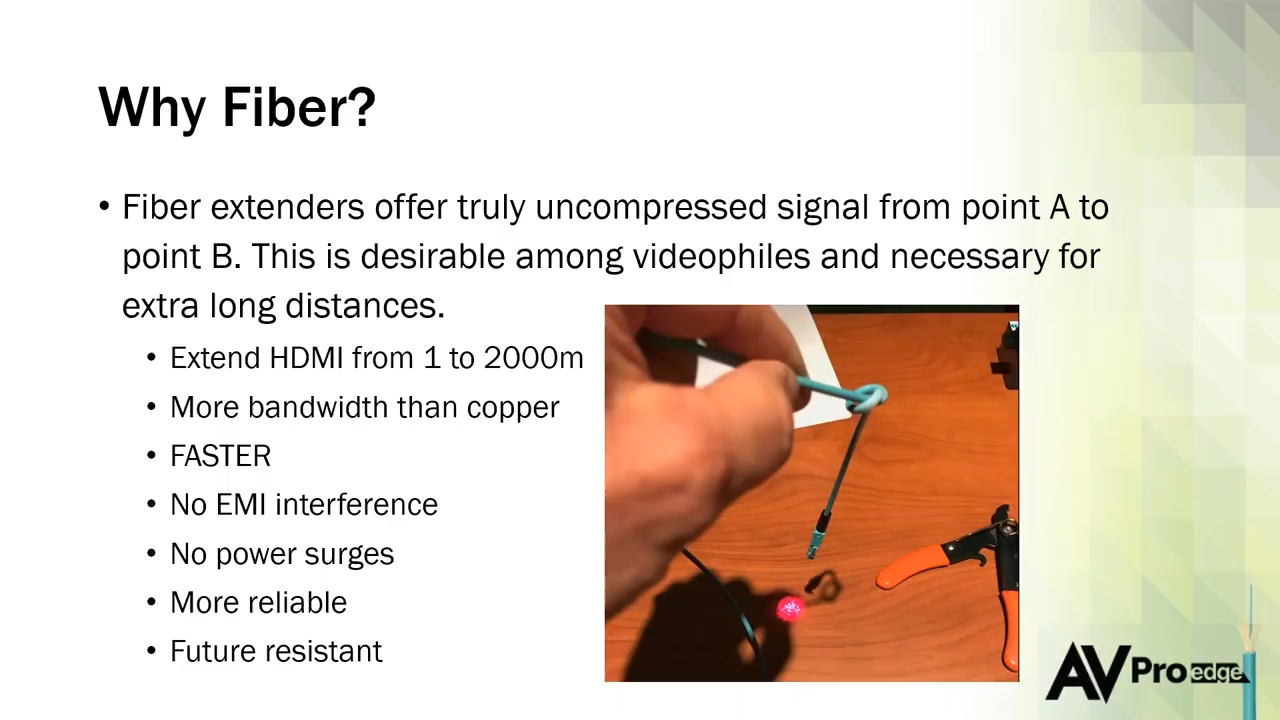 Why Fiber?
• Fiber extenders offer truly uncompressed signal from point A to
point B. This is desirable among videophiles and necessary for
extra long distances.
• Extend HDMI from 1 to 2000m
• More bandwidth than copper
• FASTER
• No EMI interference
• No power surges
• More reliable
• Future resistant
AVPro edge